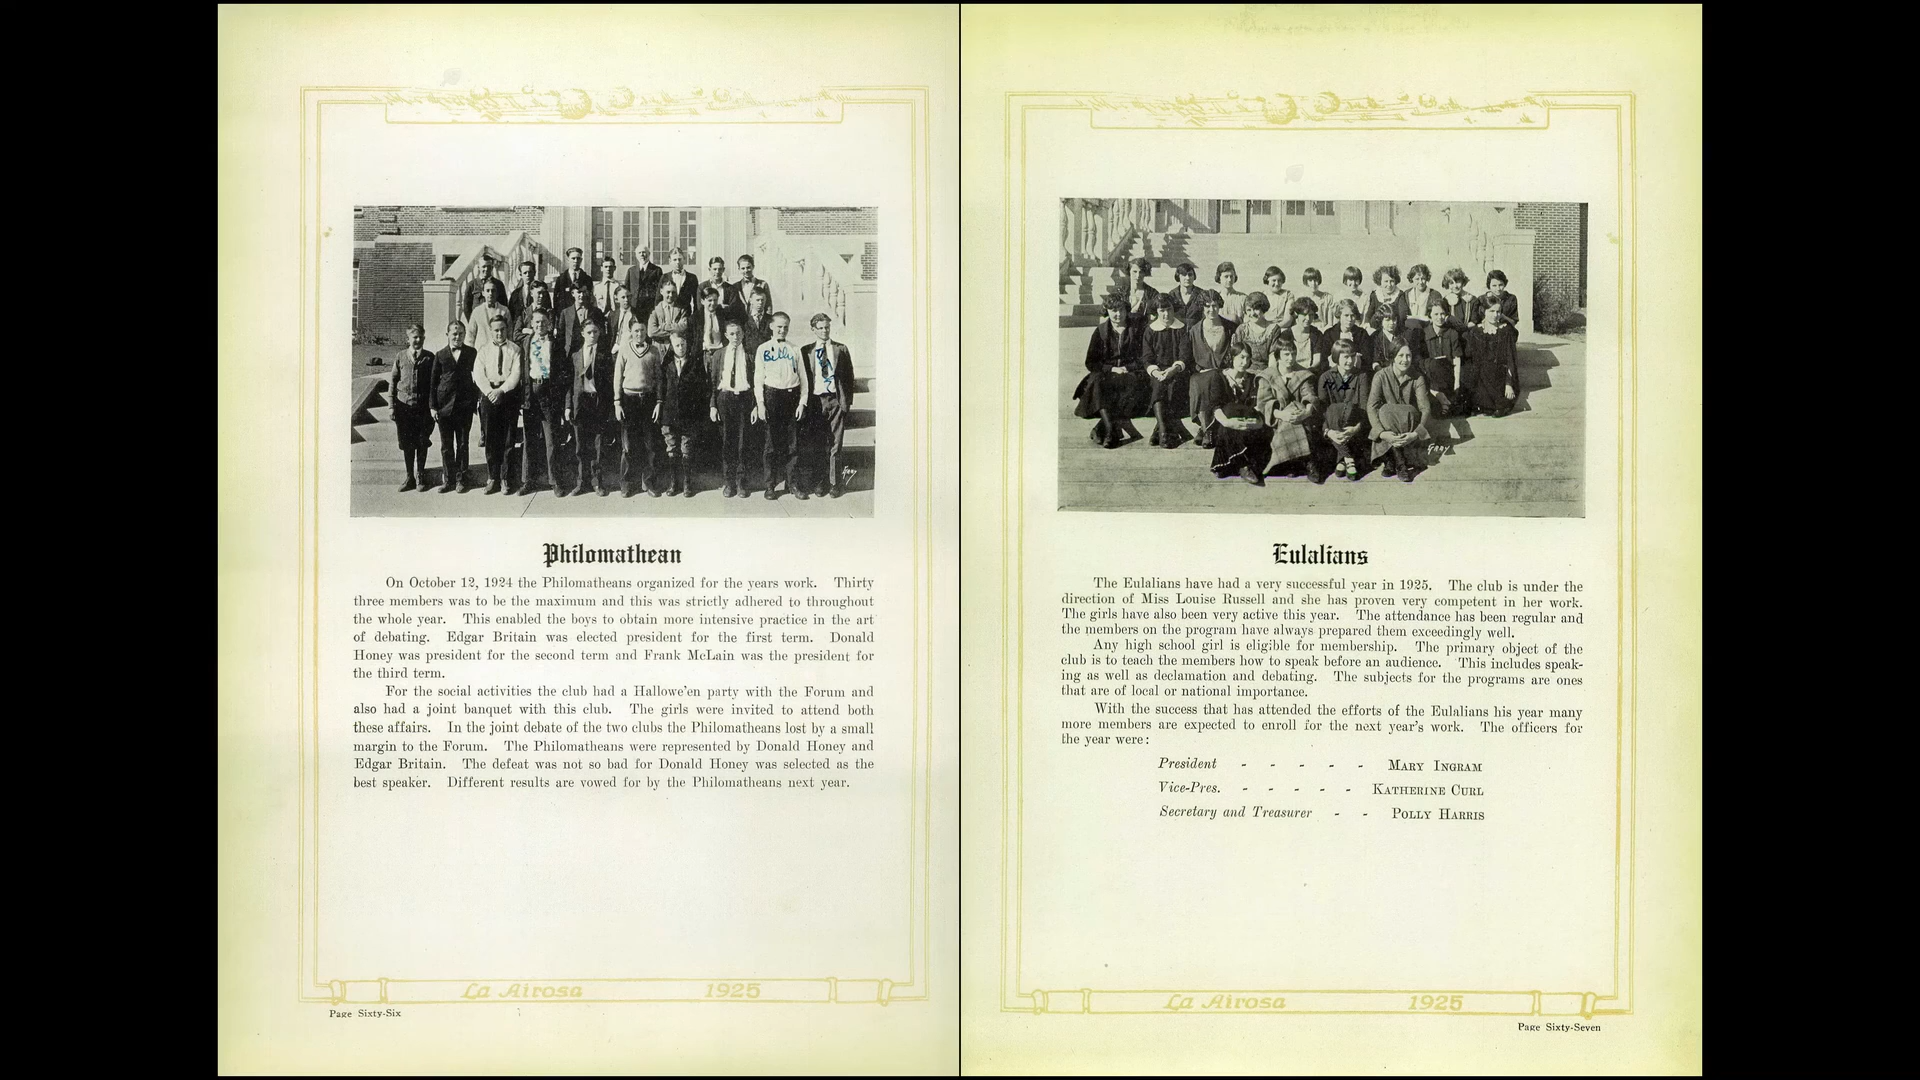 Billy
Gray
Philomathean
On October 12, 1924 the Philomatheans organized for the years work. Thirty
three members was to be the maximum and this was strictly adhered to throughout
the whole year. This enabled the boys to obtain more intensive practice in the art
of debating. Edgar Britain was elected president for the first term. Donald
Honey was president for the second term and Frank McLain was the president for
the third term.
For the social activities the club had a Hallowe'en party with the Forum and
also had a joint banquet with this club. The girls were invited to attend both
these affairs. In the joint debate of the two clubs the Philomatheans lost by a small
margin to the Forum. The Philomatheans were represented by Donald Honey and
Edgar Britain. The defeat was not so bad for Donald Honey was selected as the
best speaker. Different results are vowed for by the Philomatheans next year.
La Airosa 1925
Page Sixty-Six
Gray
Eulalians
The Eulalians have had a very successful year in 1925. The club is under the
direction of Miss Louise Russell and she has proven very competent in her work.
The girls have also been very active this year. The attendance has been regular and
the members on the program have always prepared them exceedingly well.
Any high school girl is eligible for membership. The primary object of the
club is to teach the members how to speak before an audience. This includes speak-
ing as well as declamation and debating. The subjects for the programs are ones
that are of local or national importance.
With the success that has attended the efforts of the Eulalians his year many
more members are expected to enroll for the next year's work. The officers for
the year were:
President - - - - - MARY INGRAM
Vice-Pres. - - - - - KATHERINE CURL
Secretary and Treasurer - - POLLY HARRIS
La Airosa 1925
Page Sixty-Seven